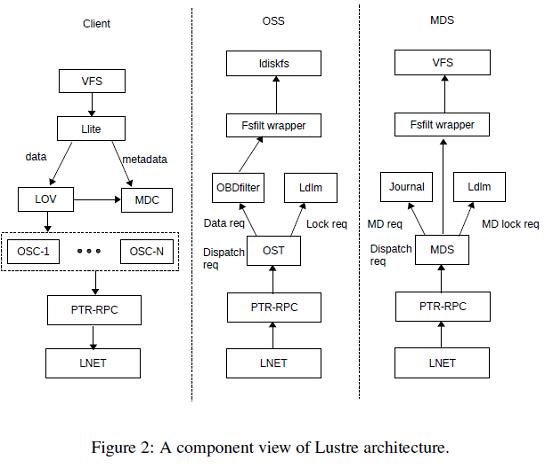 Client
VFS
Llite
data
metadata
LOV
MDC
OSC-1
OSC-N
PTR-RPC
LNET
OSS
ldiskfs
Fsfilt wrapper
OBDfilter
Ldlm
Data req
Lock req
Dispatch
req
OST
PTR-RPC
LNET
MDS
VFS
Fsfilt wrapper
Journal
Ldlm
MD req
MD lock req
Dispatch
req
MDS
PTR-RPC
LNET
Figure 2: A component view of Lustre architecture.